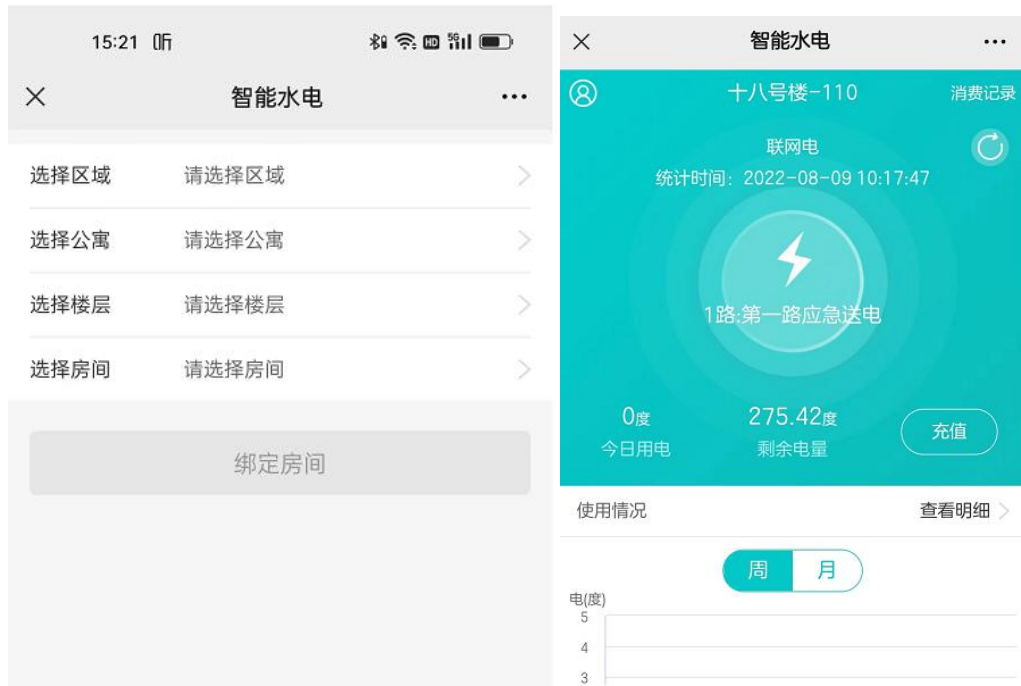 15:21 听
HD 5G
智能水电
选择区域 请选择区域
选择公寓 请选择公寓
选择楼层 请选择楼层
选择房间 请选择房间
绑定房间
智能水电
十八号楼-110 消费记录
联网电
统计时间：2022-08-09 10:17:47
1路:第一路应急送电
0度 275.42度
今日用电 剩余电量
充值
使用情况 查看明细
周 月
电(度)
5
4
3